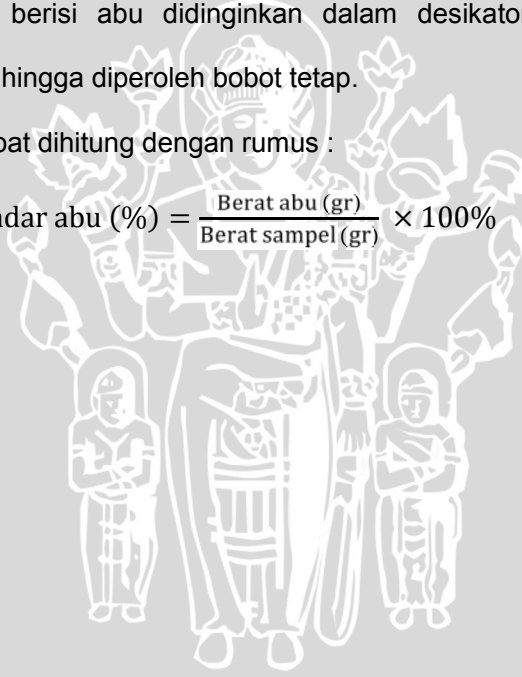 berisi abu didinginkan dalam desikato
hingga diperoleh bobot tetap.
pat dihitung dengan rumus :
dar abu (%) = Berat abu (gr) / Berat sampel (gr) × 100%